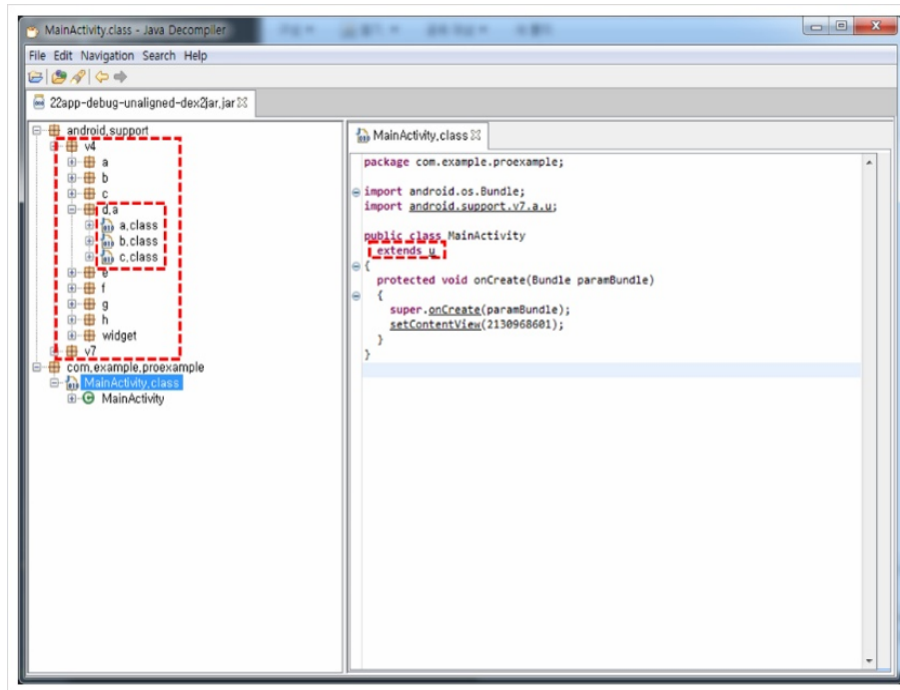 MainActivity.class - Java Decompiler
File Edit Navigation Search Help
22app-debug-unaligned-dex2jar.jar
android.support
v4
a
b
c
d.a
a.class
b.class
c.class
e
f
g
h
widget
v7
com.example.proexample
MainActivity.class
MainActivity
MainActivity.class
package com.example.proexample;
import android.os.Bundle;
import android.support.v7.a.u;
public class MainActivity
extends u
{
protected void onCreate(Bundle paramBundle)
{
super.onCreate(paramBundle);
setContentView(2130968601);
}
}